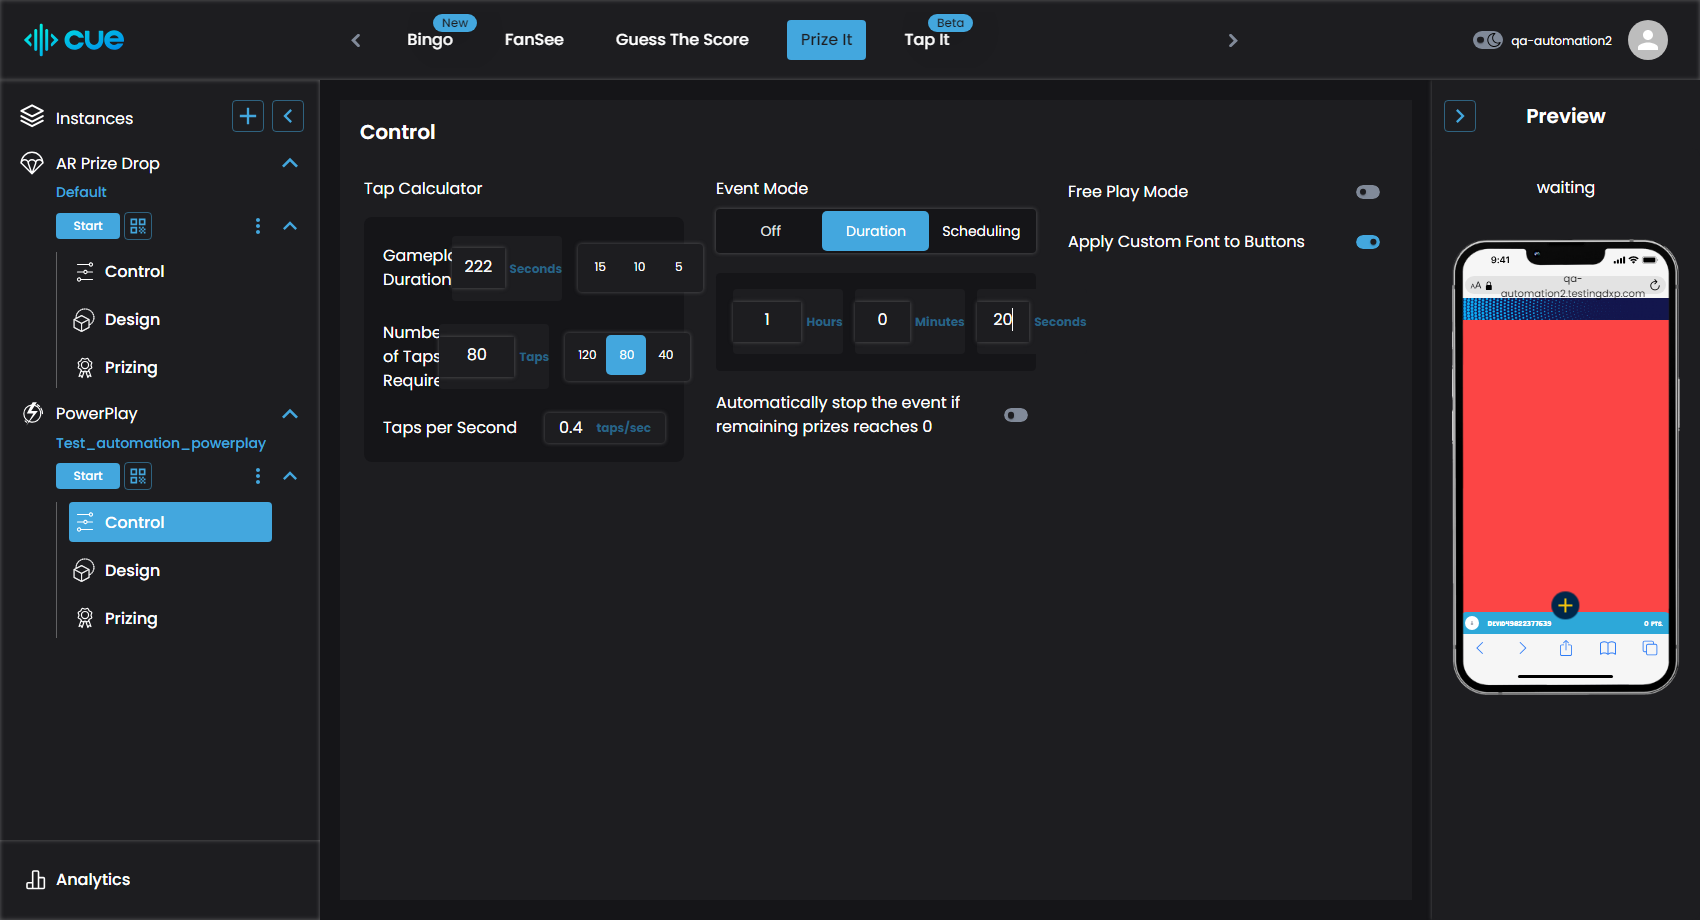 cue
New
Bingo
FanSee
Guess The Score
Prize It
Beta
Tap It
qa-automation2
Instances
AR Prize Drop
Default
Start
Control
Design
Prizing
PowerPlay
Test_automation_powerplay
Start
Control
Design
Prizing
Analytics
Control
Tap Calculator
Gamepla
Duration
222 Seconds
15 10 5
Numbe
of Taps
Require
80 Taps
120 80 40
Taps per Second
0.4 taps/sec
Event Mode
Off Duration Scheduling
1 Hours 0 Minutes 20 Seconds
Automatically stop the event if
remaining prizes reaches 0
Free Play Mode
Apply Custom Font to Buttons
Preview
waiting
9:41
AA
qa-
automation2.testingdxp.com
0 PTS.